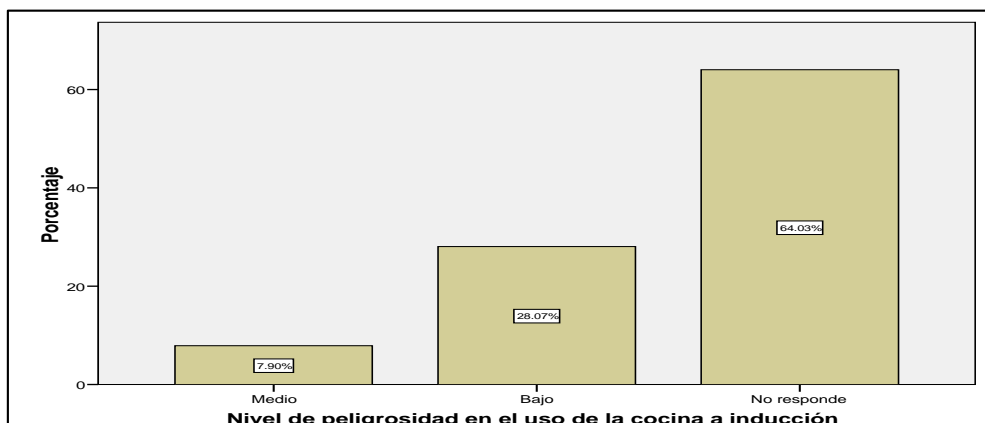 Porcentaje
60
40
20
0
7.90%
28.07%
64.03%
Medio
Bajo
No responde
Nivel de peligrosidad en el uso de la cocina a inducción